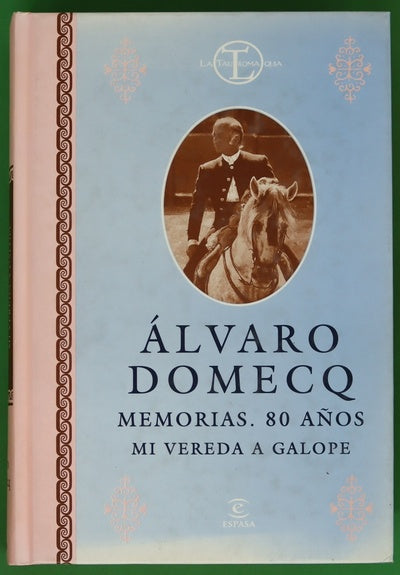 LA TAUROMAQUIA
ÁLVARO
DOMECQ
MEMORIAS. 80 AÑOS
MI VEREDA A GALOPE
e
ESPASA